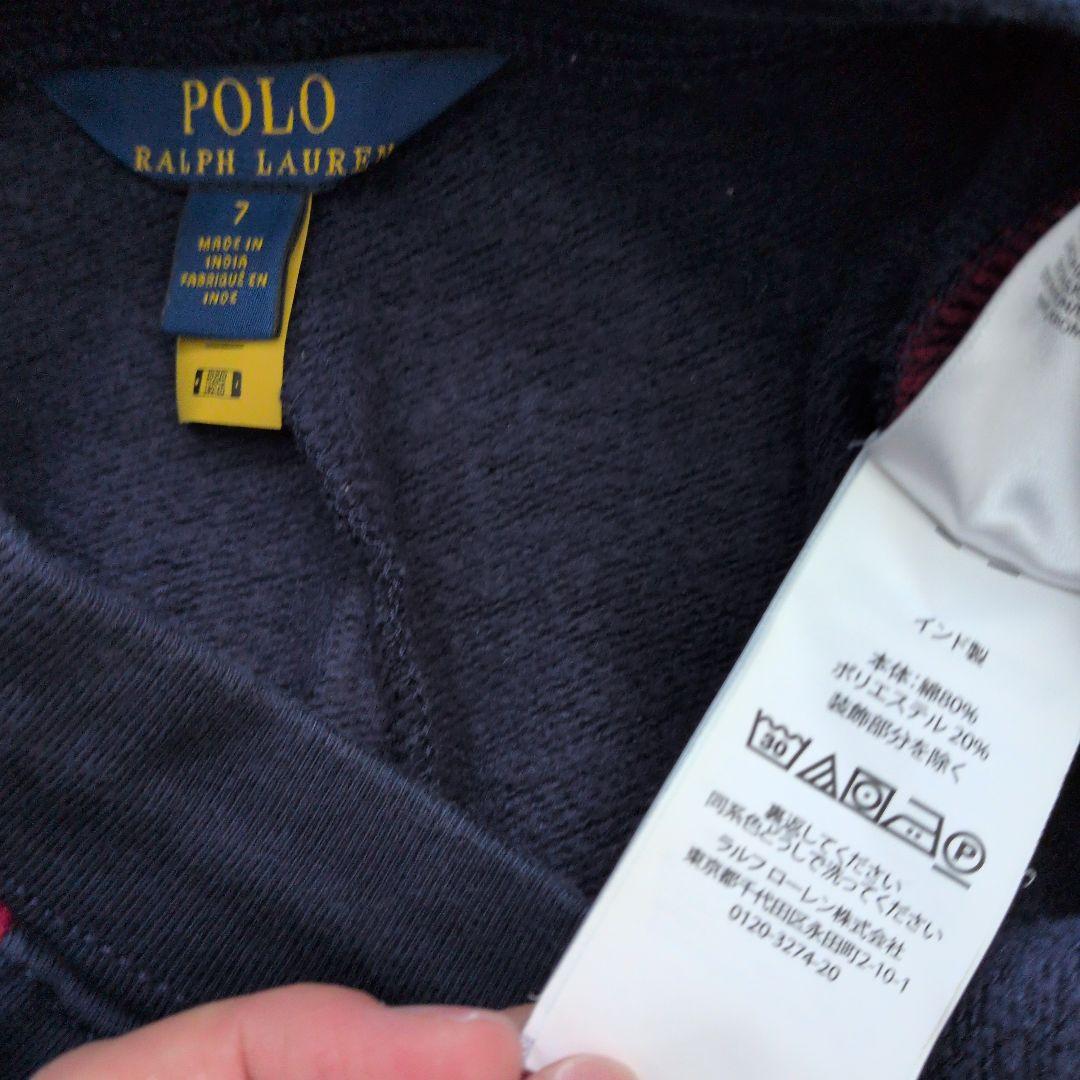 POLO
RALPH LAUREN
7
MADE IN
INDIA
FABRIQUÉ EN
INDE
インド製
本体:綿80%
ポリエステル 20%
装飾部分を除く
30
P
裏返してください
同系色どうしで洗ってください
ラルフ ローレン株式会社
東京都千代田区永田町2-10-1
0120-3274-20